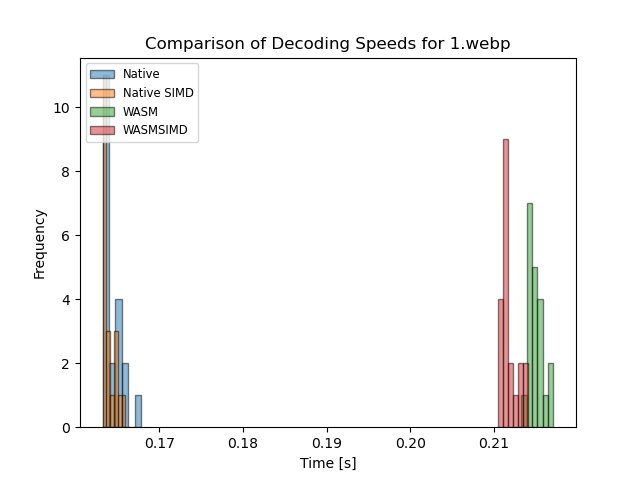 Comparison of Decoding Speeds for 1.webp
Native
Native SIMD
WASM
WASMSIMD
10
8
6
4
2
0
Frequency
0.17
0.18
0.19
0.20
0.21
Time [s]